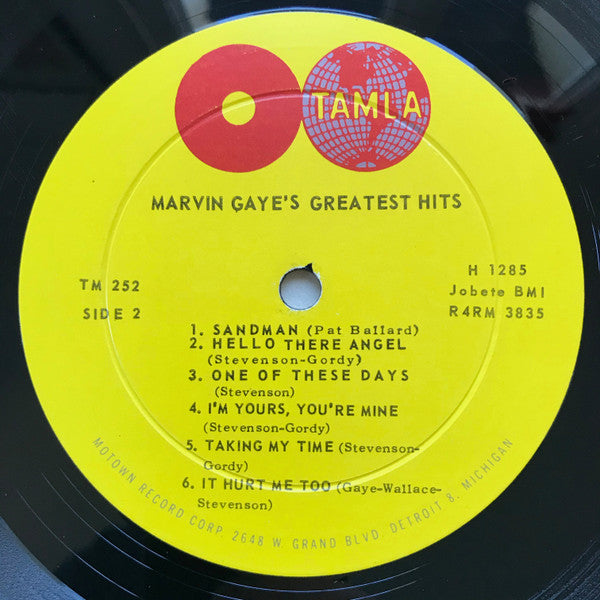 TAMLA
MARVIN GAYE'S GREATEST HITS
TM 252
SIDE 2
H 1285
Jobete BMI
R4RM 3835
1. SANDMAN (Pat Ballard)
2. HELLO THERE ANGEL
(Stevenson-Gordy)
3. ONE OF THESE DAYS
(Stevenson)
4. I'M YOURS, YOU'RE MINE
(Stevenson-Gordy)
5. TAKING MY TIME (Stevenson-
Gordy)
6. IT HURT ME TOO (Gaye-Wallace-
Stevenson)
MOTOWN RECORD CORP. 2648 W. GRAND BLVD, DETROIT 8, MICHIGAN